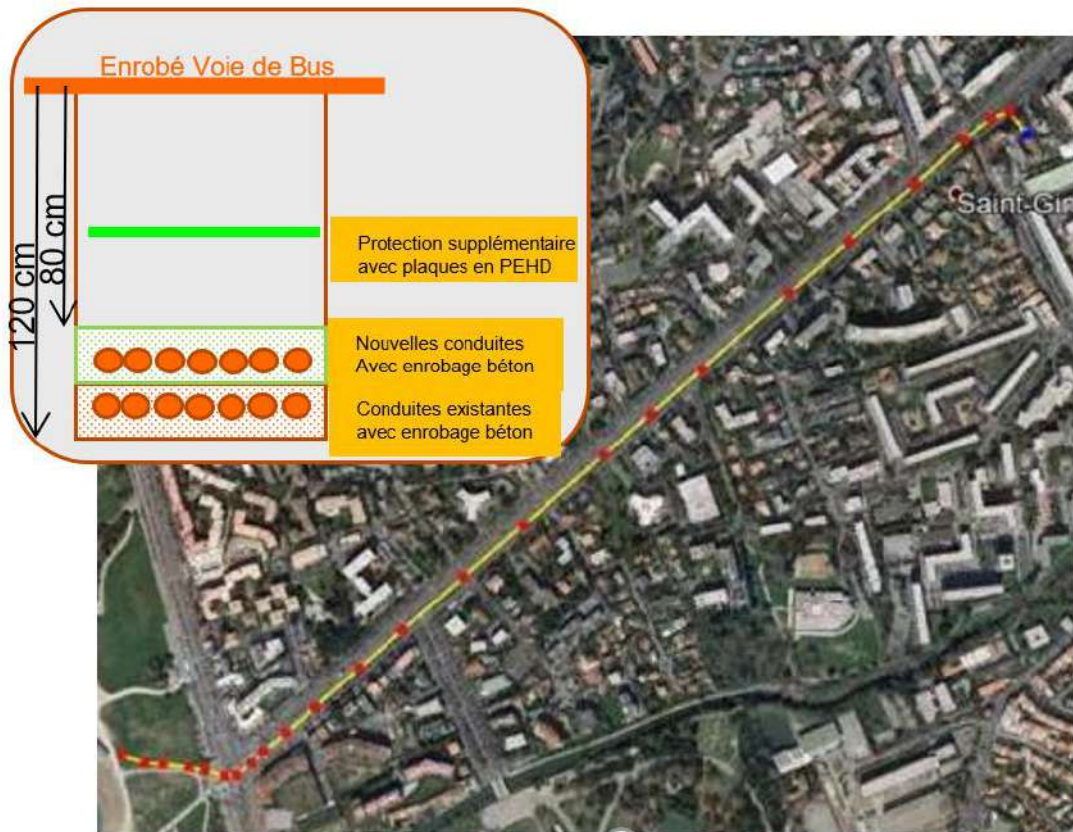 Enrobé Voie de Bus
120 cm
80 cm
Protection supplémentaire
avec plaques en PEHD
Nouvelles conduites
Avec enrobage béton
Conduites existantes
avec enrobage béton
Saint-Gin